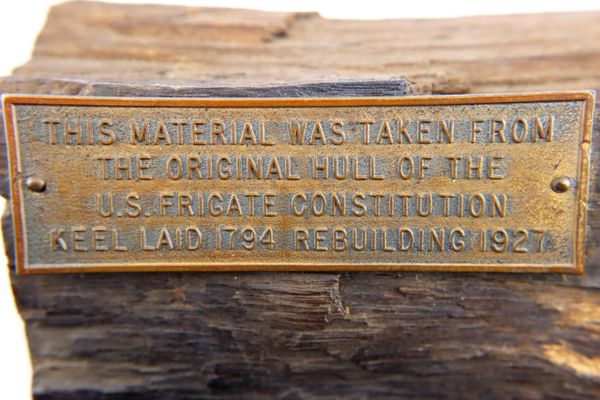 THIS MATERIAL WAS TAKEN FROM
THE ORIGINAL HULL OF THE
U.S. FRIGATE CONSTITUTION
KEEL LAID 1794 REBUILDING 1927